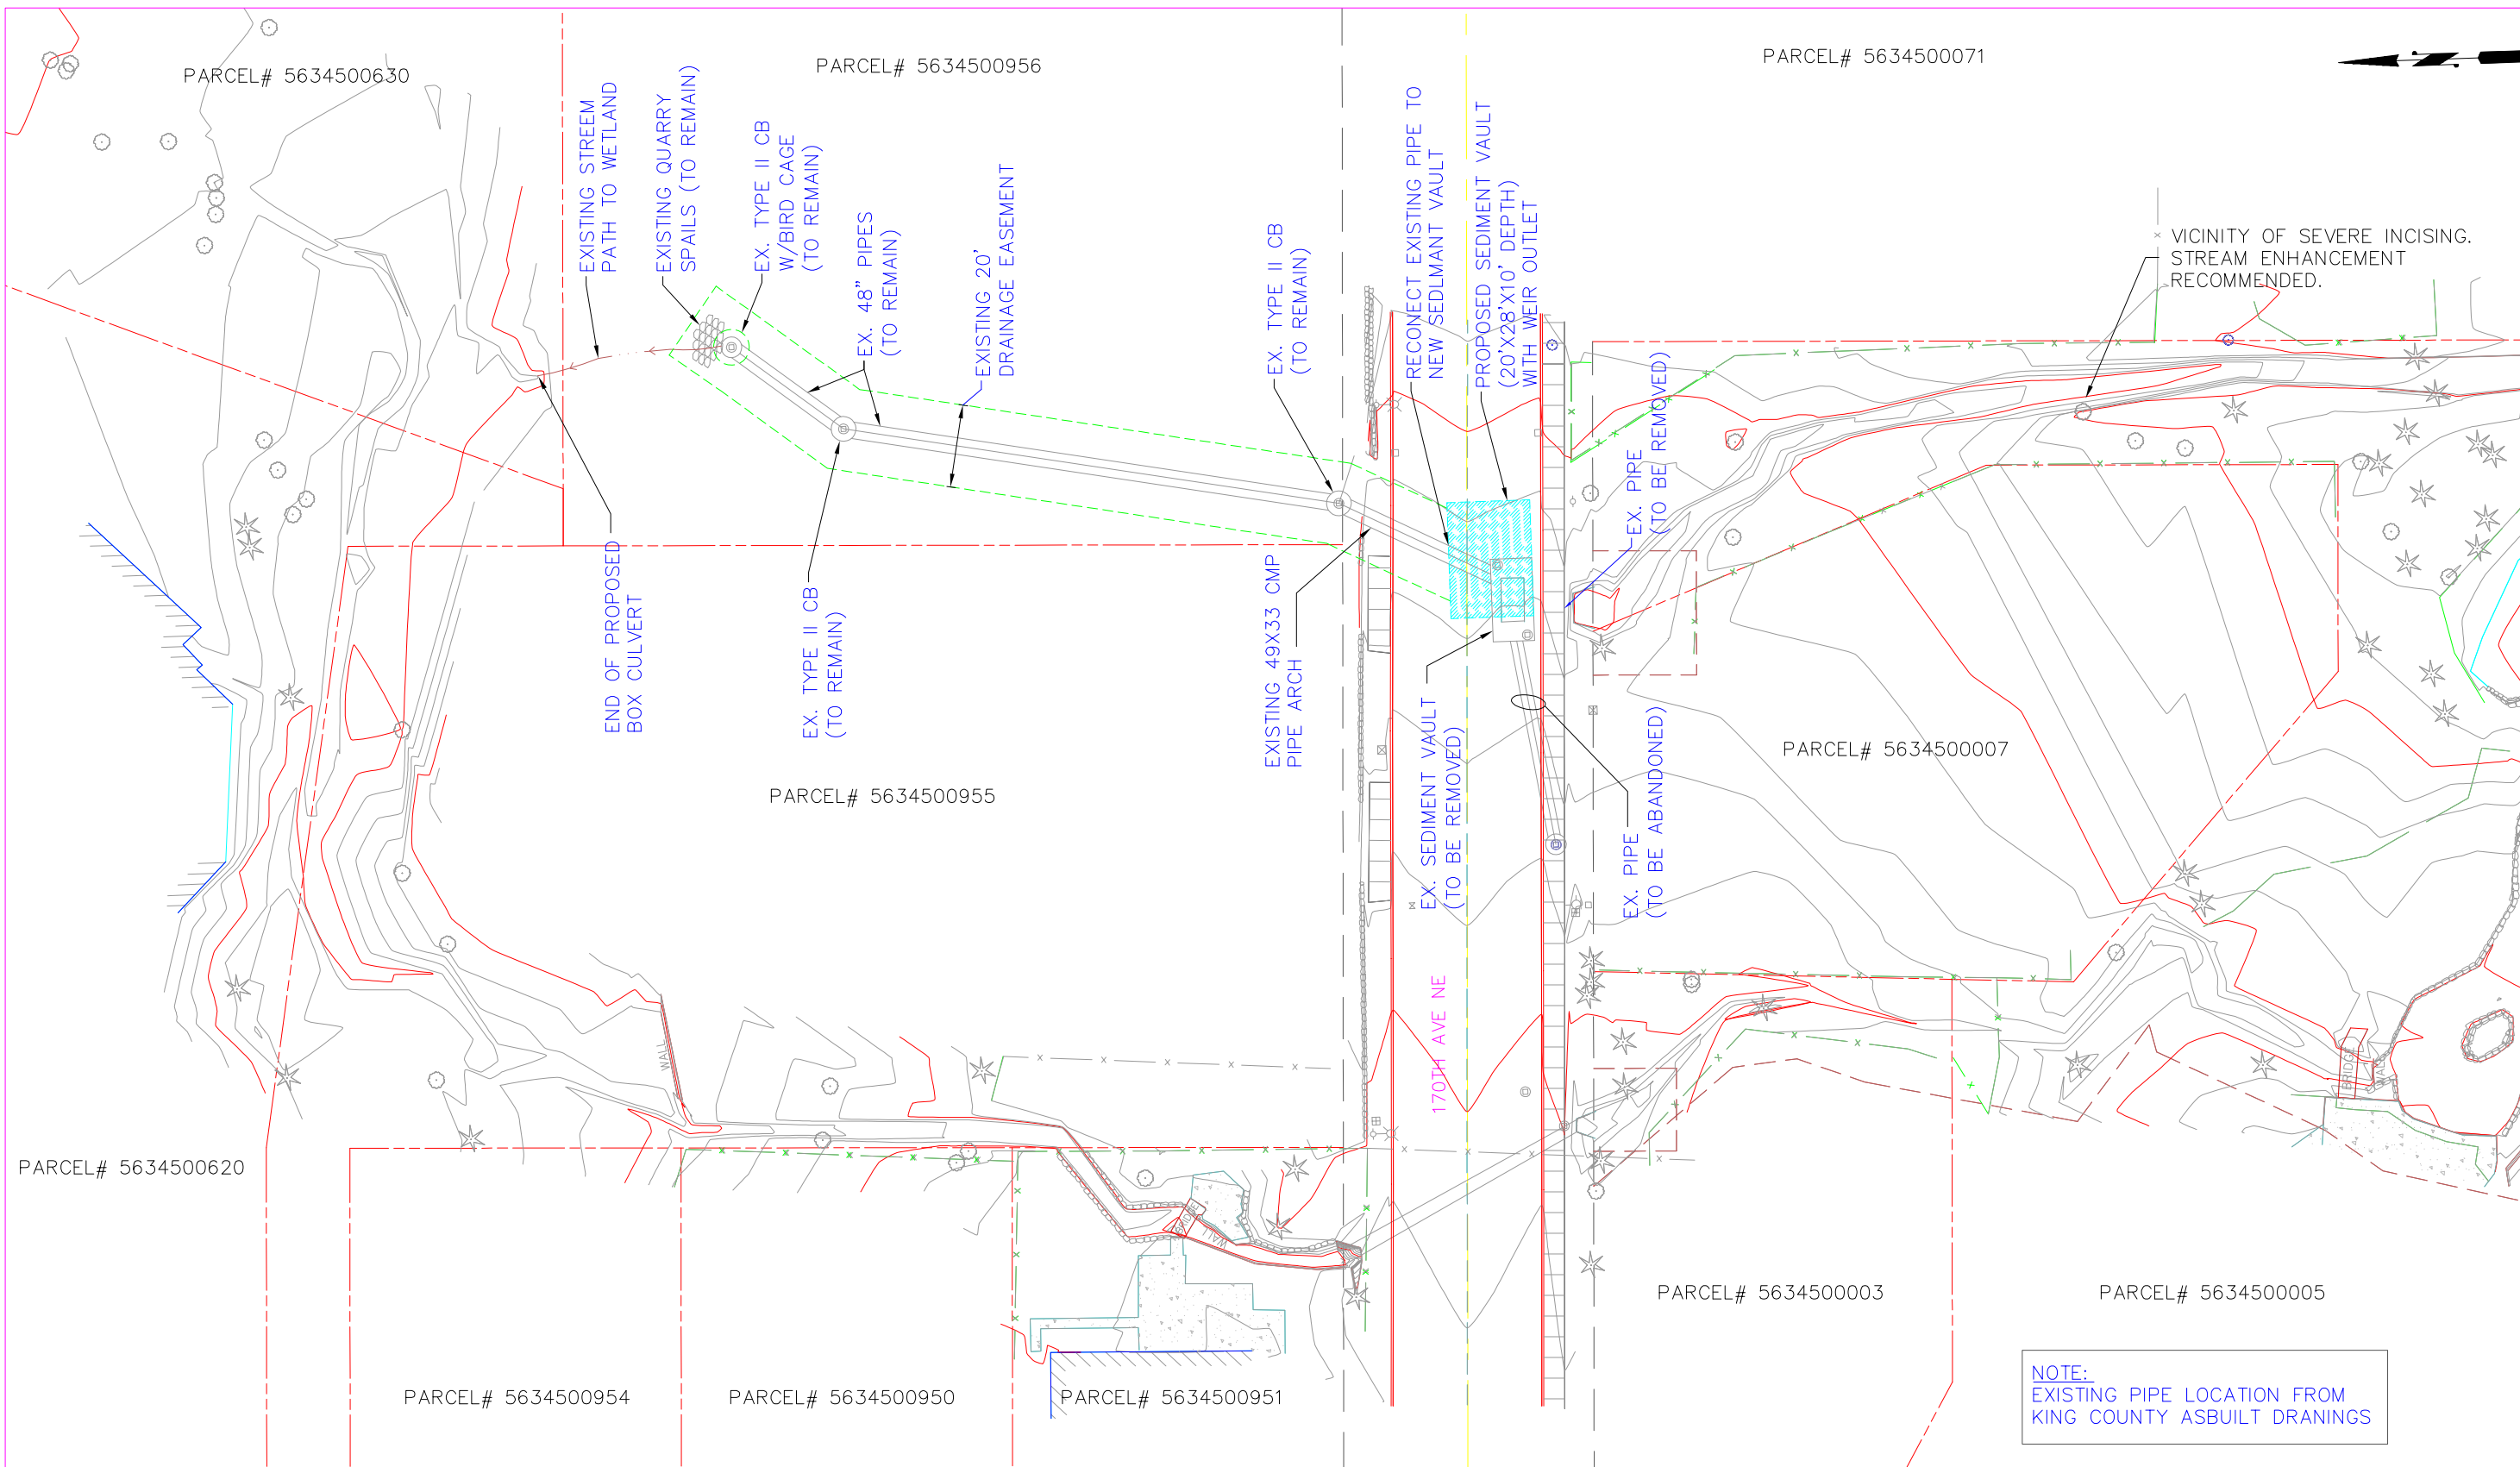 PARCEL# 5634500630
PARCEL# 5634500956
PARCEL# 5634500071
EXISTING STREEM
PATH TO WETLAND
EXISTING QUARRY
SPAILS (TO REMAIN)
EX. TYPE II CB
W/BIRD CAGE
(TO REMAIN)
EX. 48" PIPES
(TO REMAIN)
EXISTING 20'
DRAINAGE EASEMENT
EX. TYPE II CB
(TO REMAIN)
RECONECT EXISTING PIPE TO
NEW SEDLMANT VAULT
PROPOSED SEDIMENT VAULT
(20'X28'X10' DEPTH)
WITH WEIR OUTLET
VICINITY OF SEVERE INCISING.
STREAM ENHANCEMENT
RECOMMENDED.
EX. PIPE
(TO BE REMOVED)
END OF PROPOSED
BOX CULVERT
EX. TYPE II CB
(TO REMAIN)
EXISTING 49X33 CMP
PIPE ARCH
EX. SEDIMENT VAULT
(TO BE REMOVED)
EX. PIPE
(TO BE ABANDONED)
PARCEL# 5634500955
PARCEL# 5634500007
170TH AVE NE
WALL
BRIDGE
WALL
BRIDGE
WALL
PARCEL# 5634500620
PARCEL# 5634500003
PARCEL# 5634500005
PARCEL# 5634500954
PARCEL# 5634500950
PARCEL# 5634500951
NOTE:
EXISTING PIPE LOCATION FROM
KING COUNTY ASBUILT DRANINGS